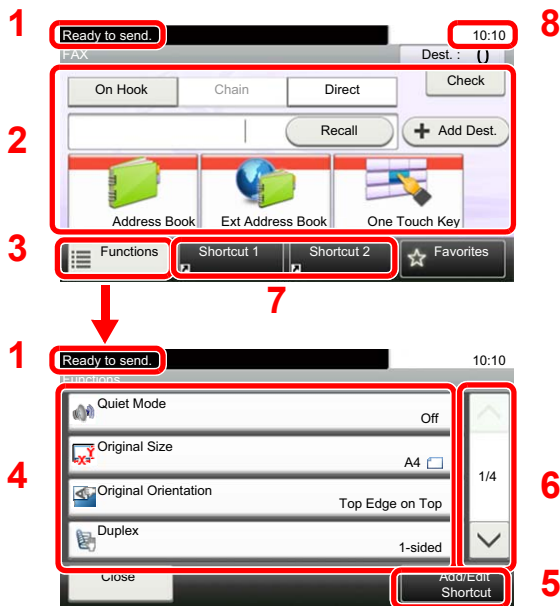 1
Ready to send.
10:10
8
FAX
Dest. : ()
On Hook
Chain
Direct
Check
2
Recall
Add Dest.
Address Book
Ext Address Book
One Touch Key
3
Functions
Shortcut 1
Shortcut 2
Favorites
7
1
Ready to send.
10:10
Functions
Quiet Mode
Off
4
Original Size
A4
1/4
6
Original Orientation
Top Edge on Top
Duplex
1-sided
Close
Add/Edit
Shortcut
5